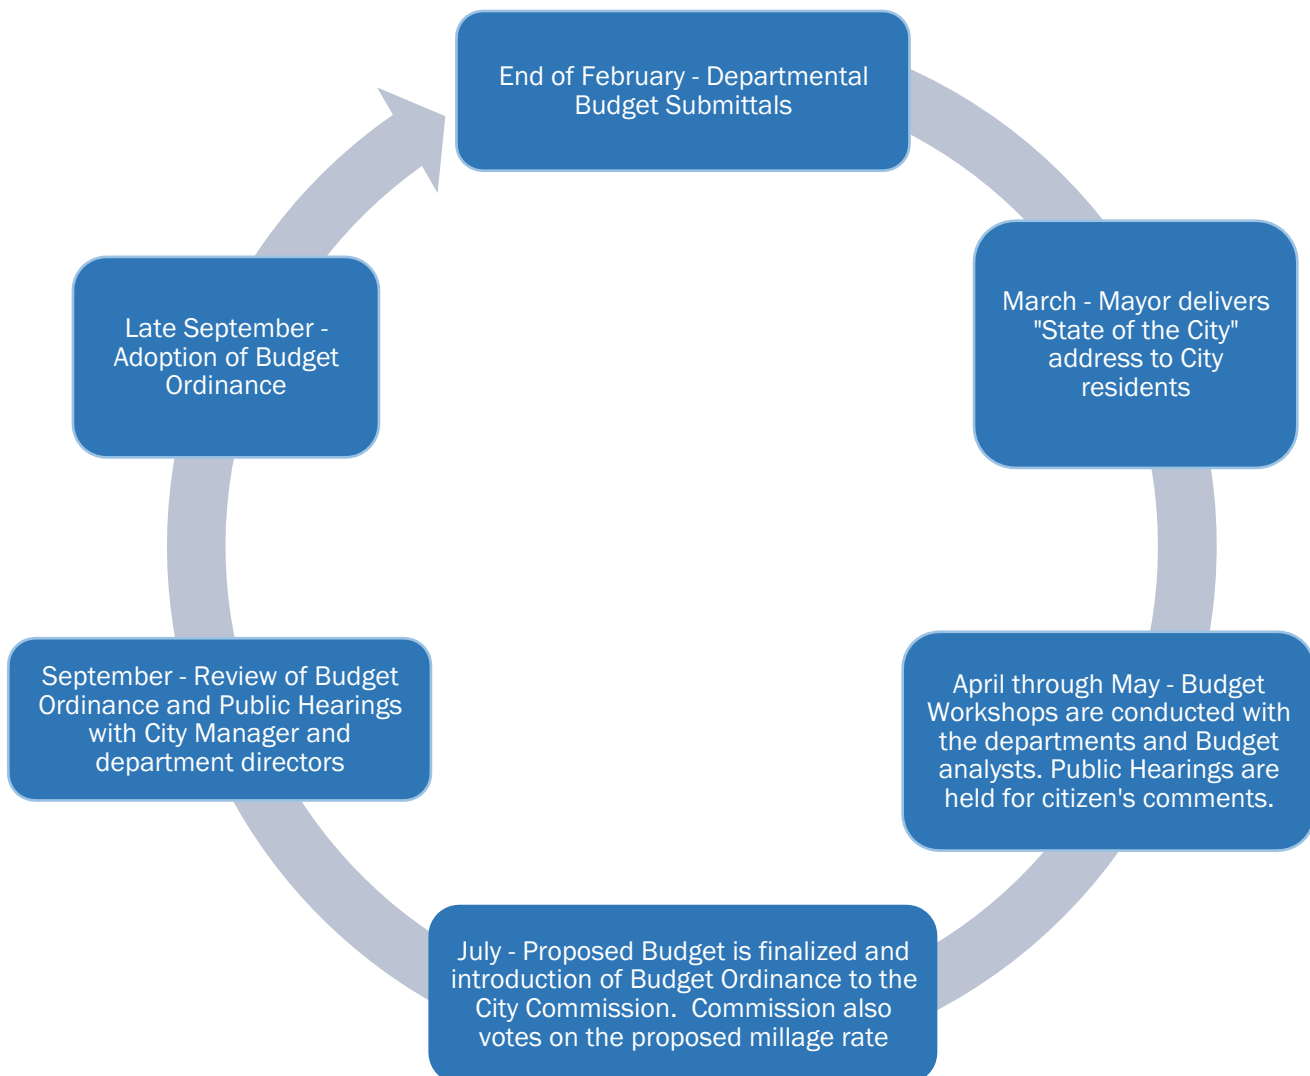 End of February - Departmental
Budget Submittals
March - Mayor delivers
"State of the City"
address to City
residents
April through May - Budget
Workshops are conducted with
the departments and Budget
analysts. Public Hearings are
held for citizen's comments.
July - Proposed Budget is finalized and
introduction of Budget Ordinance to the
City Commission.  Commission also
votes on the proposed millage rate
September - Review of Budget
Ordinance and Public Hearings
with City Manager and
department directors
Late September -
Adoption of Budget
Ordinance